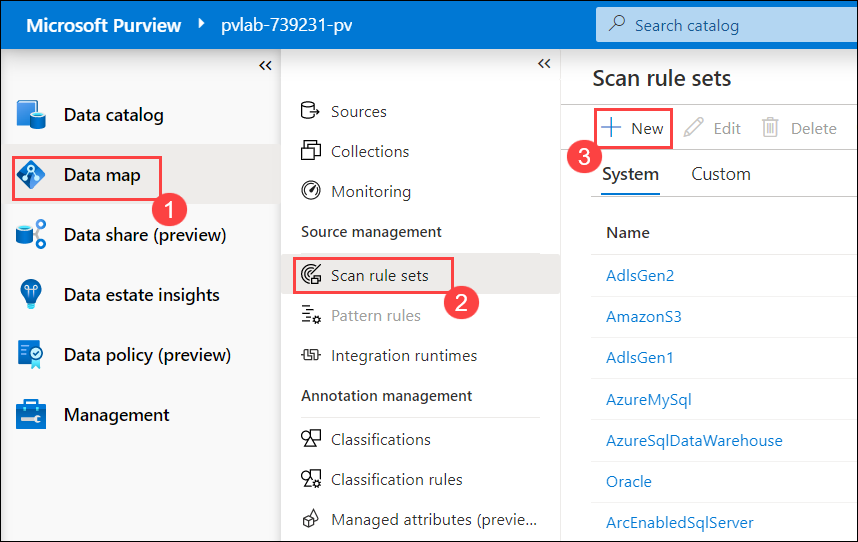 Microsoft Purview › pvlab-739231-pv
Search catalog
Data catalog
Data map
1
Data share (preview)
Data estate insights
Data policy (preview)
Management
Sources
Collections
Monitoring
Source management
Scan rule sets
2
Pattern rules
Integration runtimes
Annotation management
Classifications
Classification rules
Managed attributes (previe...
Scan rule sets
New Edit Delete
3
System Custom
Name
AdlsGen2
AmazonS3
AdlsGen1
AzureMySql
AzureSqlDataWarehouse
Oracle
ArcEnabledSqlServer